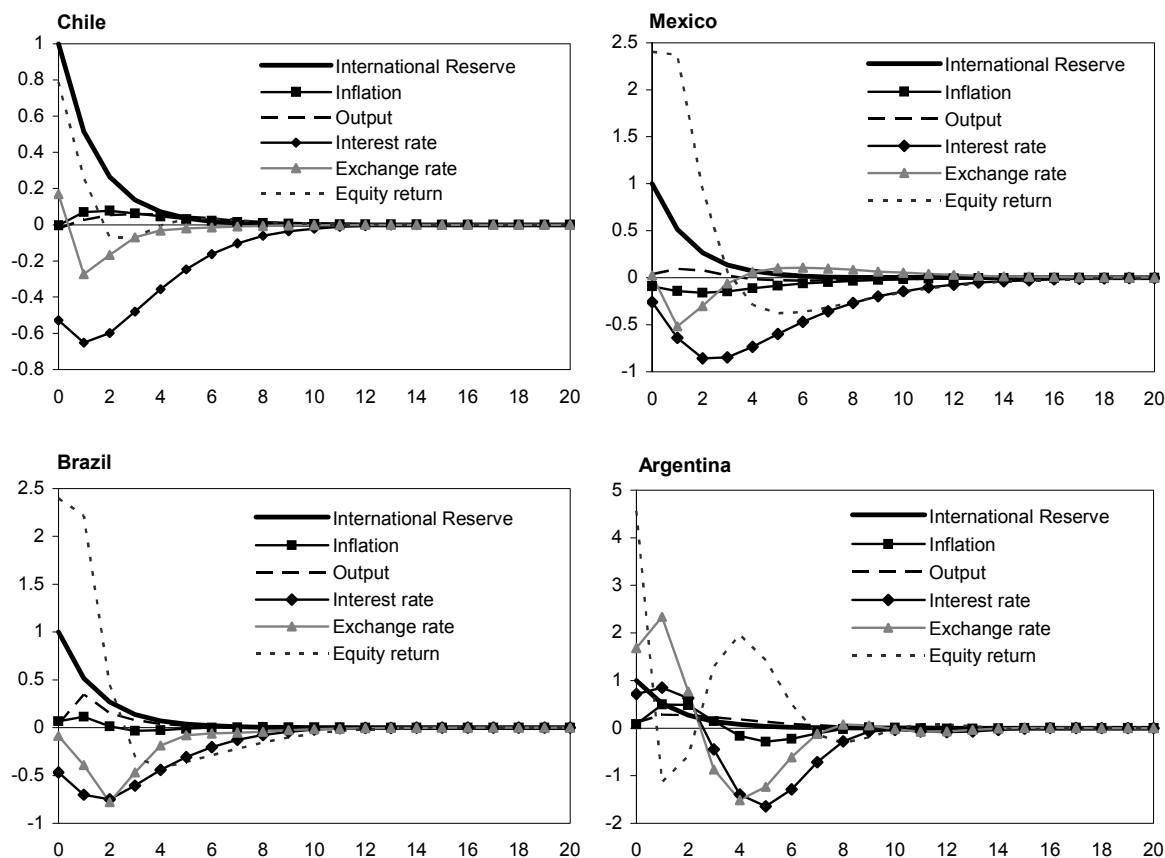 Chile
1
0.8
0.6
0.4
0.2
0
-0.2
-0.4
-0.6
-0.8
0 2 4 6 8 10 12 14 16 18 20
International Reserve
Inflation
Output
Interest rate
Exchange rate
Equity return
Mexico
2.5
2
1.5
1
0.5
0
-0.5
-1
0 2 4 6 8 10 12 14 16 18 20
International Reserve
Inflation
Output
Interest rate
Exchange rate
Equity return
Brazil
2.5
2
1.5
1
0.5
0
-0.5
-1
0 2 4 6 8 10 12 14 16 18 20
International Reserve
Inflation
Output
Interest rate
Exchange rate
Equity return
Argentina
5
4
3
2
1
0
-1
-2
0 2 4 6 8 10 12 14 16 18 20
International Reserve
Inflation
Output
Interest rate
Exchange rate
Equity return